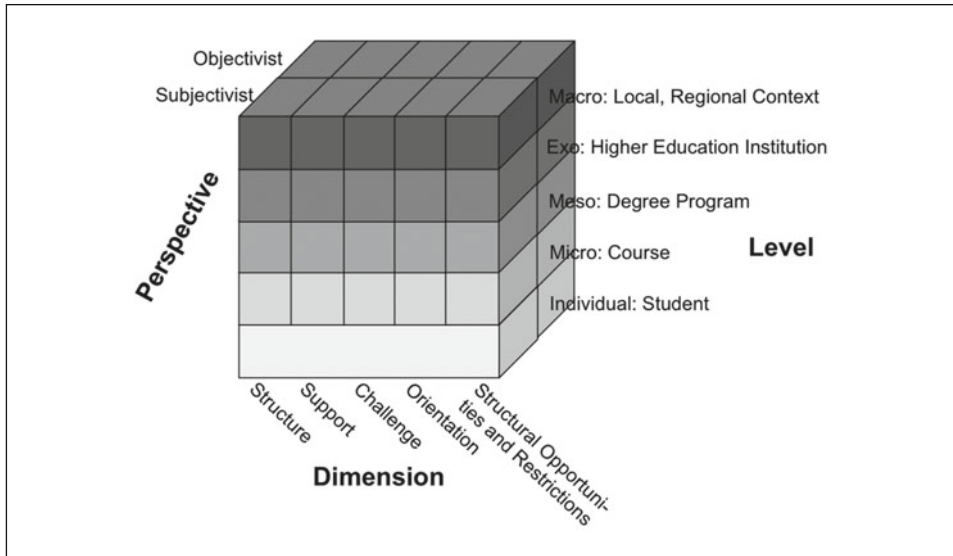 Objectivist
Subjectivist
Perspective
Macro: Local, Regional Context
Exo: Higher Education Institution
Meso: Degree Program
Micro: Course
Individual: Student
Level
Structure
Support
Challenge
Orientation
Structural Opportuni-
ties and Restrictions
Dimension